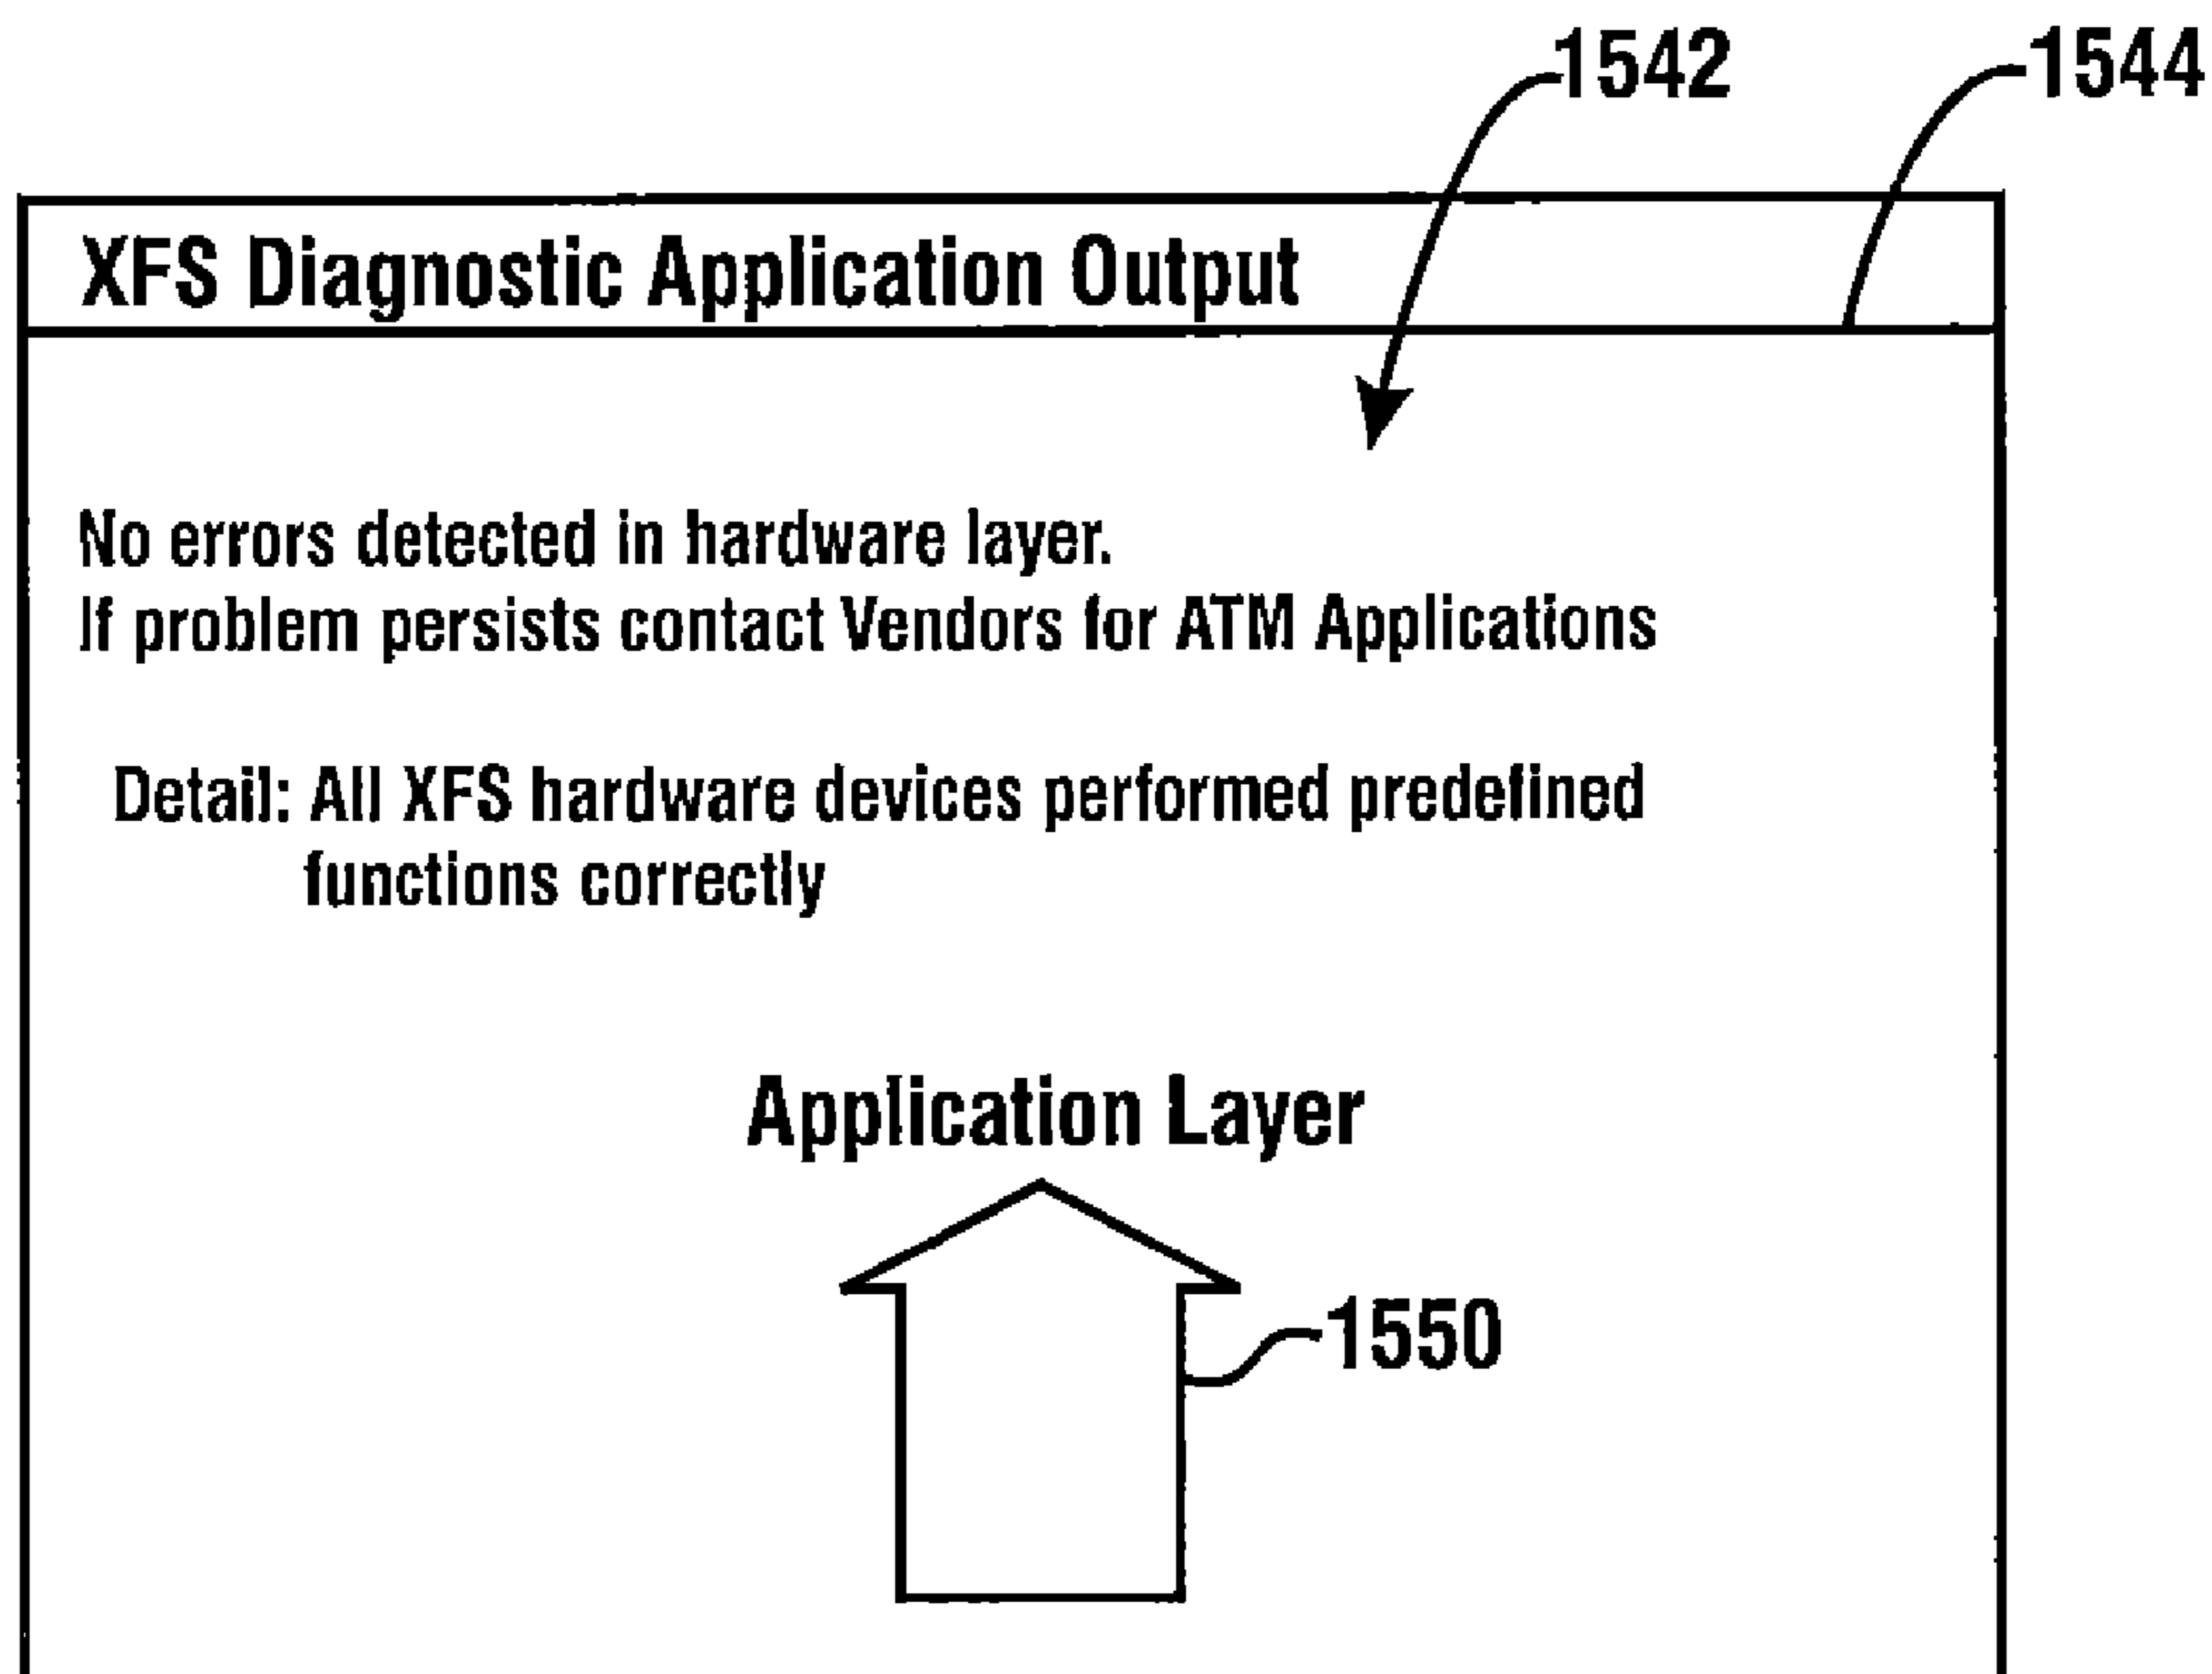 1542
1544
XFS Diagnostic Application Output
No errors detected in hardware layer.
If problem persists contact Vendors for ATM Applications
Detail: All XFS hardware devices performed predefined
functions correctly
Application Layer
1550